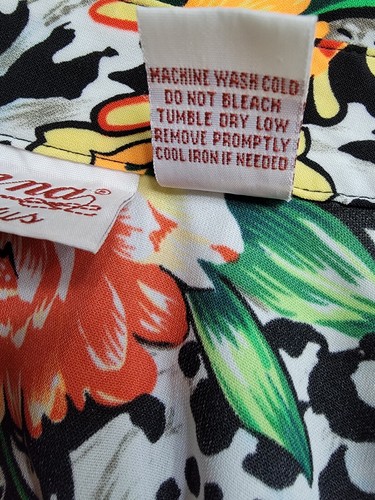 MACHINE WASH COLD
DO NOT BLEACH
TUMBLE DRY LOW
REMOVE PROMPTLY
COOL IRON IF NEEDED